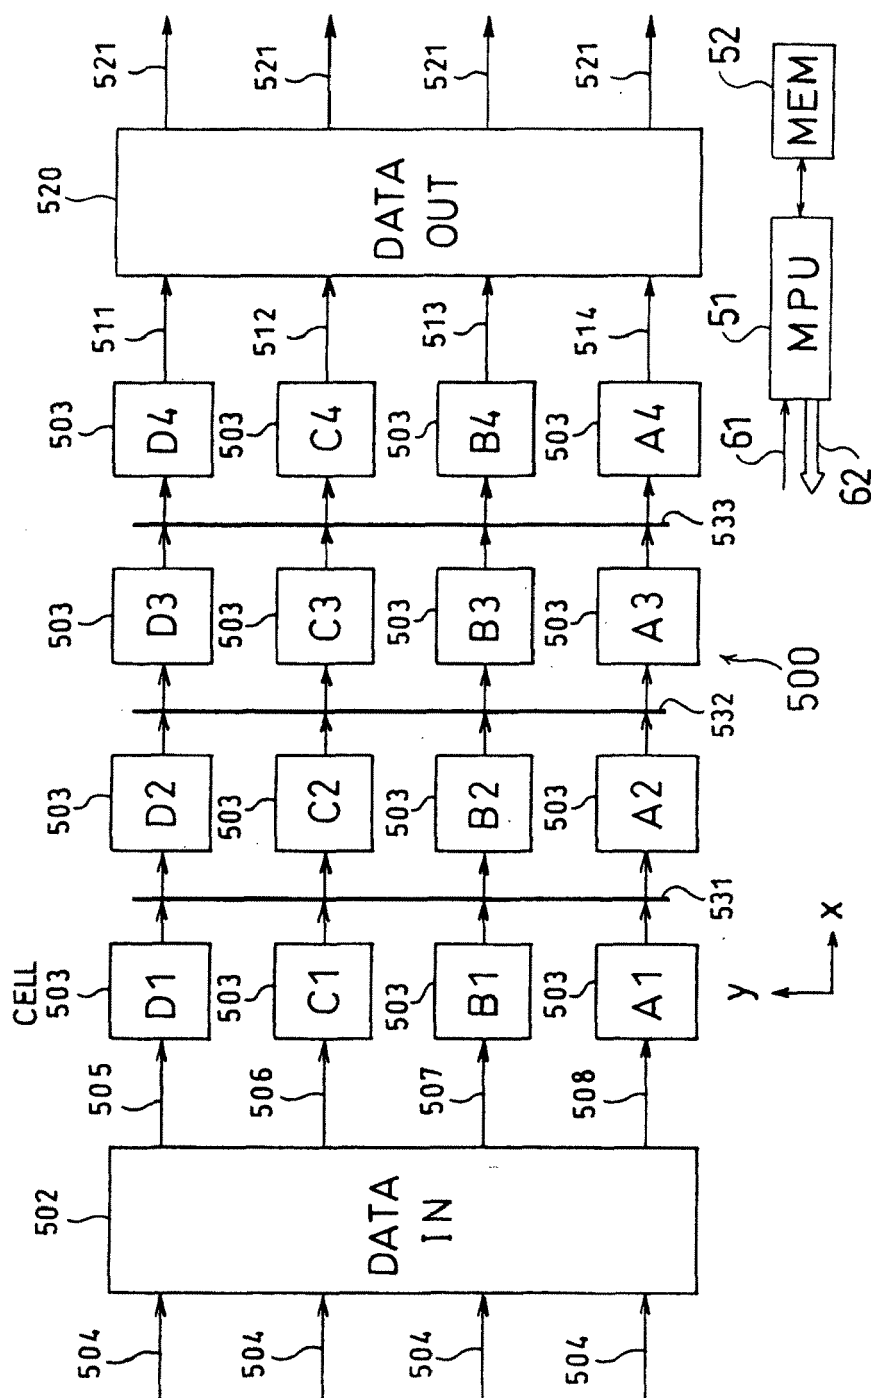 CELL
502 503 503 503 503 520
504 505 511 521
D1 D2 D3 D4
503 503 503 503
504 506 512 521
C1 C2 C3 C4
DATA IN
DATA OUT
503 503 503 503
504 507 513 521
B1 B2 B3 B4
503 503 503 503
504 508 514 521
A1 A2 A3 A4
531 532 533
y
x
500
61 51 52
MPU MEM
62